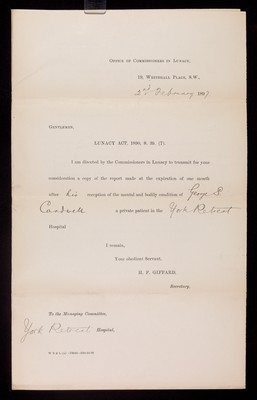 OFFICE OF COMMISSIONERS IN LUNACY,
19, WHITEHALL PLACE, S.W.,
2nd February 1897.
GENTLEMEN,
LUNACY ACT, 1890, S. 39. (7).
I am directed by the Commissioners in Lunacy to transmit for your
consideration a copy of the report made at the expiration of one month
after his reception of the mental and bodily condition of George S.
a private patient in the York Retreat
Hospital
I remain,
Your obedient Servant,
H. F. GIFFARD,
Secretary.
To the Managing Committee,
York Retreat Hospital.